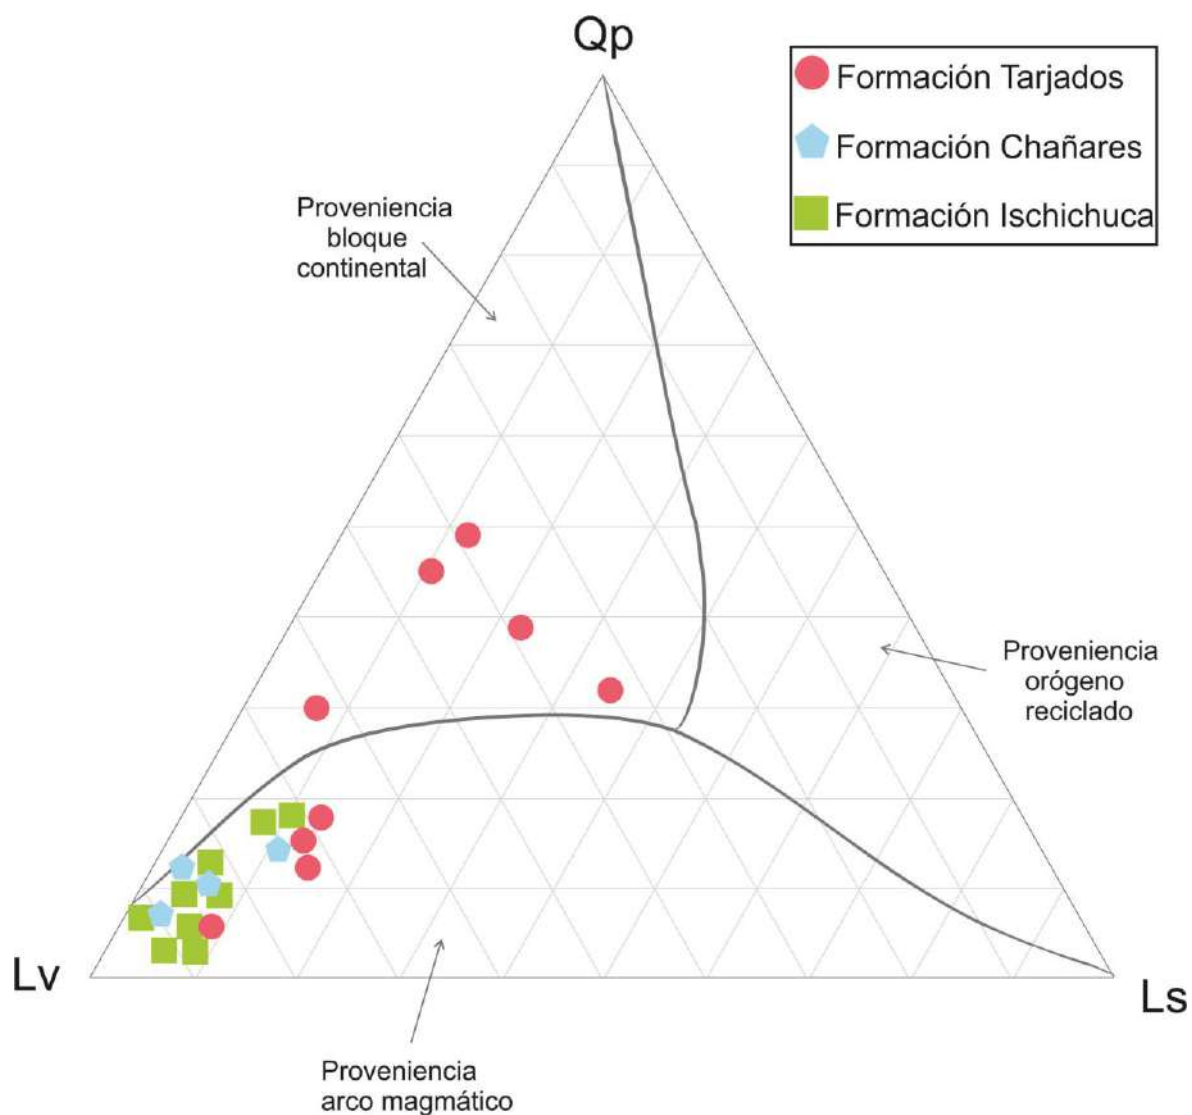 Qp
Formación Tarjados
Formación Chañares
Formación Ischichuca
Proveniencia
bloque
continental
Proveniencia
orógeno
reciclado
Lv
Ls
Proveniencia
arco magmático